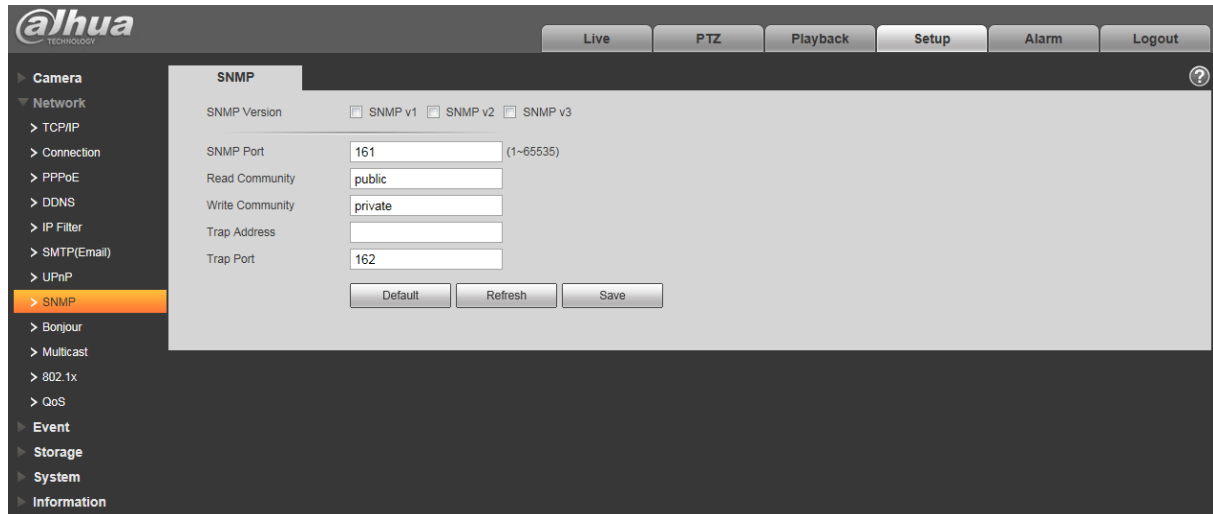 alhua
TECHNOLOGY
Live PTZ Playback Setup Alarm Logout
Camera
Network
> TCP/IP
> Connection
> PPPoE
> DDNS
> IP Filter
> SMTP(Email)
> UPnP
> SNMP
> Bonjour
> Multicast
> 802.1x
> QoS
Event
Storage
System
Information
SNMP
?
SNMP Version SNMP v1 SNMP v2 SNMP v3
SNMP Port 161 (1~65535)
Read Community public
Write Community private
Trap Address
Trap Port 162
Default Refresh Save